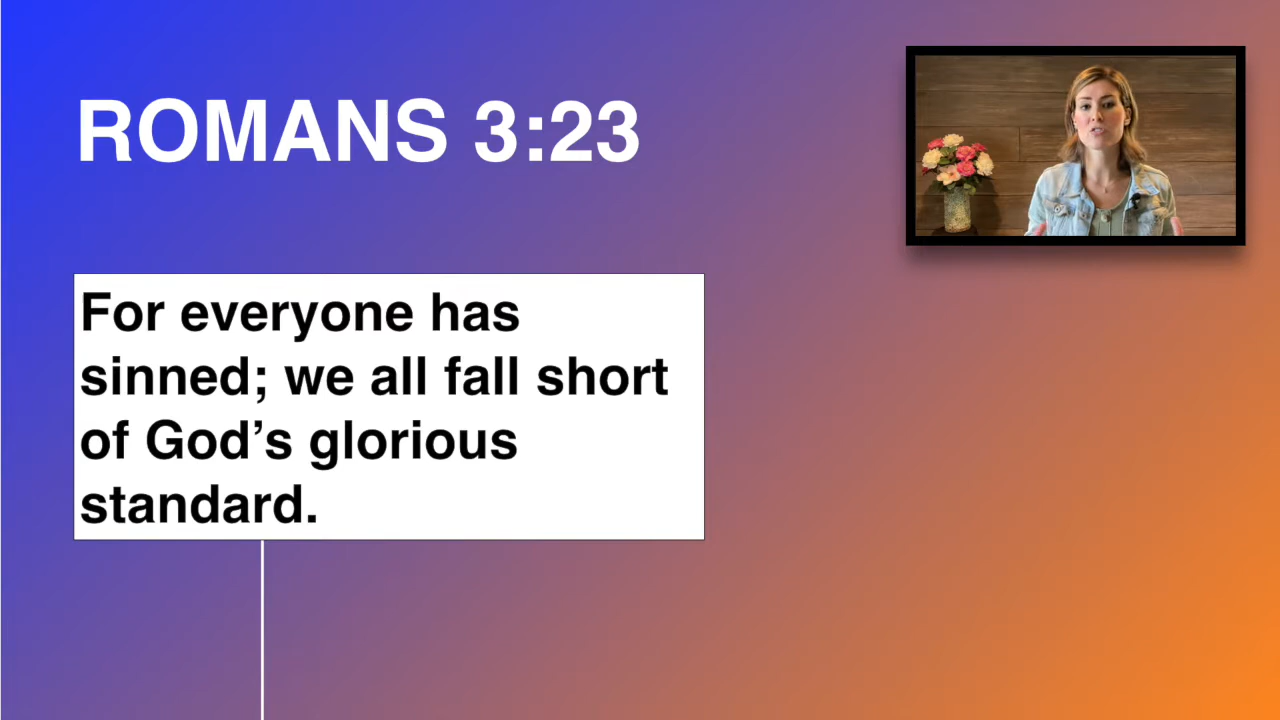 ROMANS 3:23
For everyone has
sinned; we all fall short
of God’s glorious
standard.